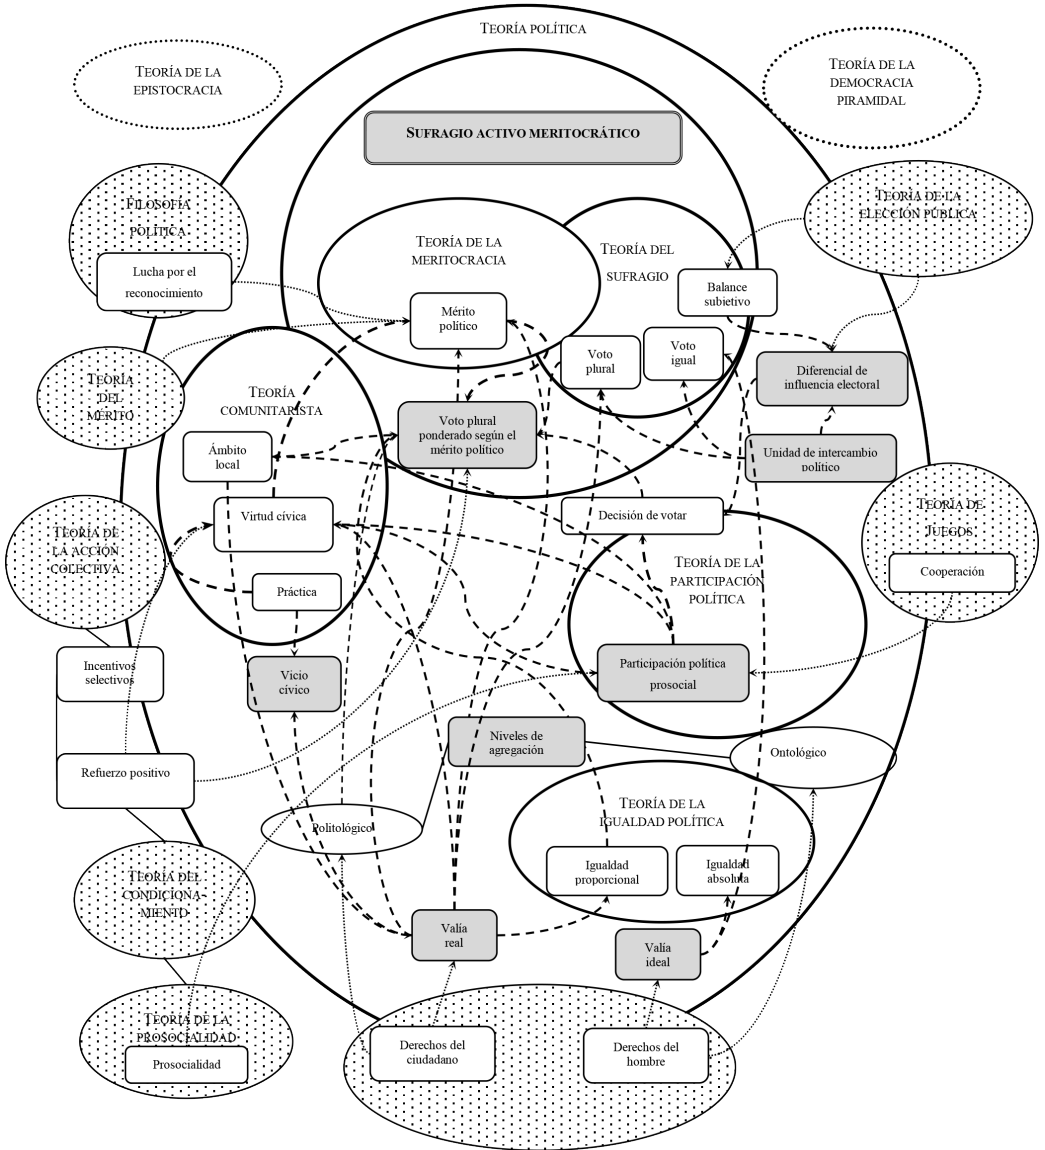 TEORÍA POLÍTICA
TEORÍA DE LA
EPISTOCRACIA
TEORÍA DE LA
DEMOCRACIA
PIRAMIDAL
SUFRAGIO ACTIVO MERITOCRÁTICO
FILOSOFÍA
POLÍTICA
Lucha por el
reconocimiento
TEORÍA DE LA
ELECCIÓN PÚBLICA
TEORÍA DE LA
MERITOCRACIA
TEORÍA DEL
SUFRAGIO
Balance
subjetivo
Mérito
político
Voto
plural
Voto
igual
Diferencial de
influencia electoral
TEORÍA
DEL
MÉRITO
TEORÍA
COMUNITARISTA
Voto plural
ponderado según el
mérito político
Ámbito
local
Unidad de intercambio
político
Virtud cívica
Decisión de votar
TEORÍA DE
LA ACCIÓN
COLECTIVA
TEORÍA DE
JUEGOS
Cooperación
TEORÍA DE LA
PARTICIPACIÓN
POLÍTICA
Práctica
Incentivos
selectivos
Vicio
cívico
Participación política
prosocial
Niveles de
agregación
Ontológico
Refuerzo positivo
Politológico
TEORÍA DE LA
IGUALDAD POLÍTICA
Igualdad
proporcional
Igualdad
absoluta
TEORÍA DEL
CONDICIONA-
MIENTO
Valía
real
Valía
ideal
TEORÍA DE LA
PROSOCIALIDAD
Prosocialidad
Derechos del
ciudadano
Derechos del
hombre